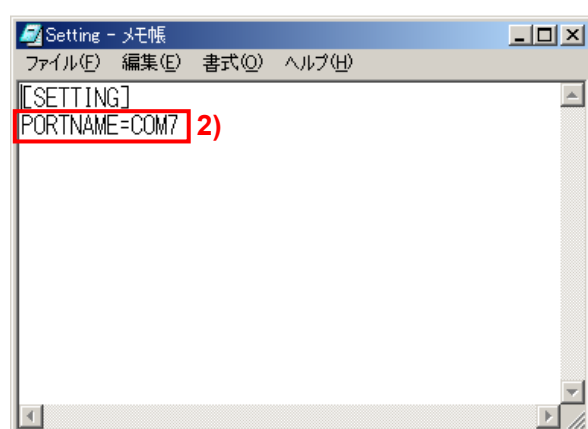 Setting - メモ帳
ファイル(F) 編集(E) 書式(O) ヘルプ(H)
[SETTING]
PORTNAME=COM7 2)